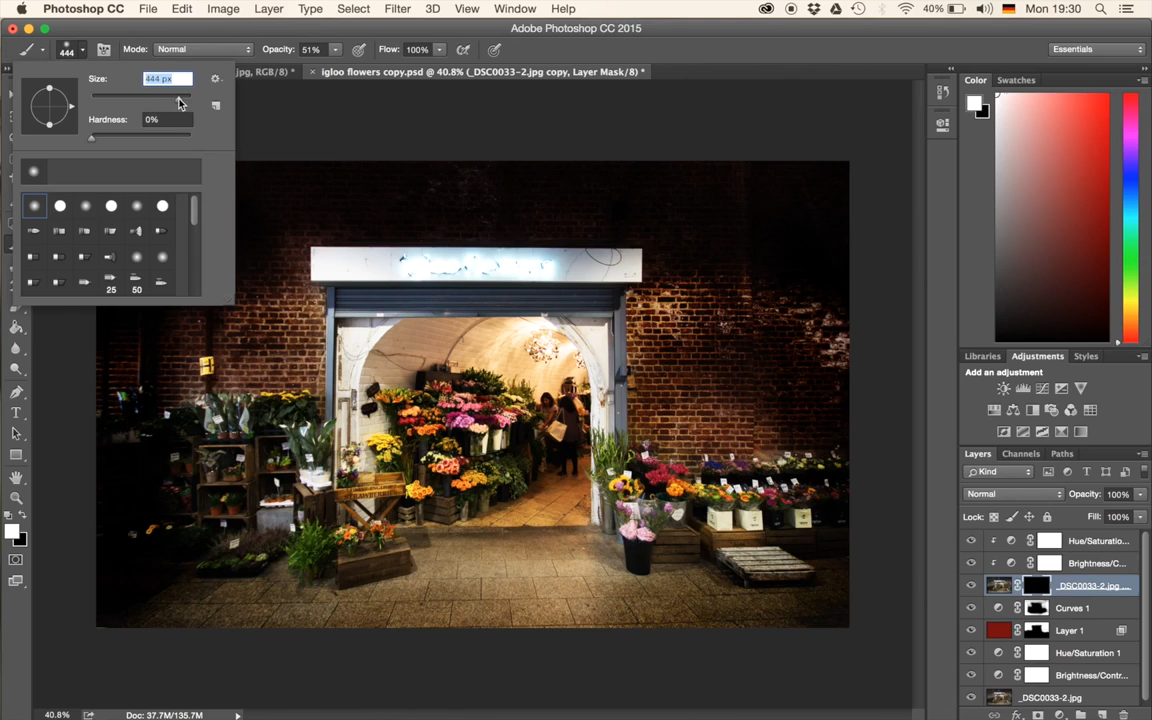 Photoshop CC File Edit Image Layer Type Select Filter 3D View Window Help 40% Mon 19:30
Adobe Photoshop CC 2015
444 Mode: Normal Opacity: 51% Flow: 100% Essentials
.jpg, RGB/8) * × igloo flowers copy.psd @ 40.8% (_DSC0033-2.jpg copy, Layer Mask/8) *
Size: 444 px
Hardness: 0%
25 50
Color Swatches
Libraries Adjustments Styles
Add an adjustment
Layers Channels Paths
Kind
Normal Opacity: 100%
Lock: Fill: 100%
Hue/Saturatio...
Brightness/C...
_DSC0033-2.jpg ...
Curves 1
Layer 1
Hue/Saturation 1
Brightness/Contr...
_DSC0033-2.jpg
40.8% Doc: 37.7M/135.7M